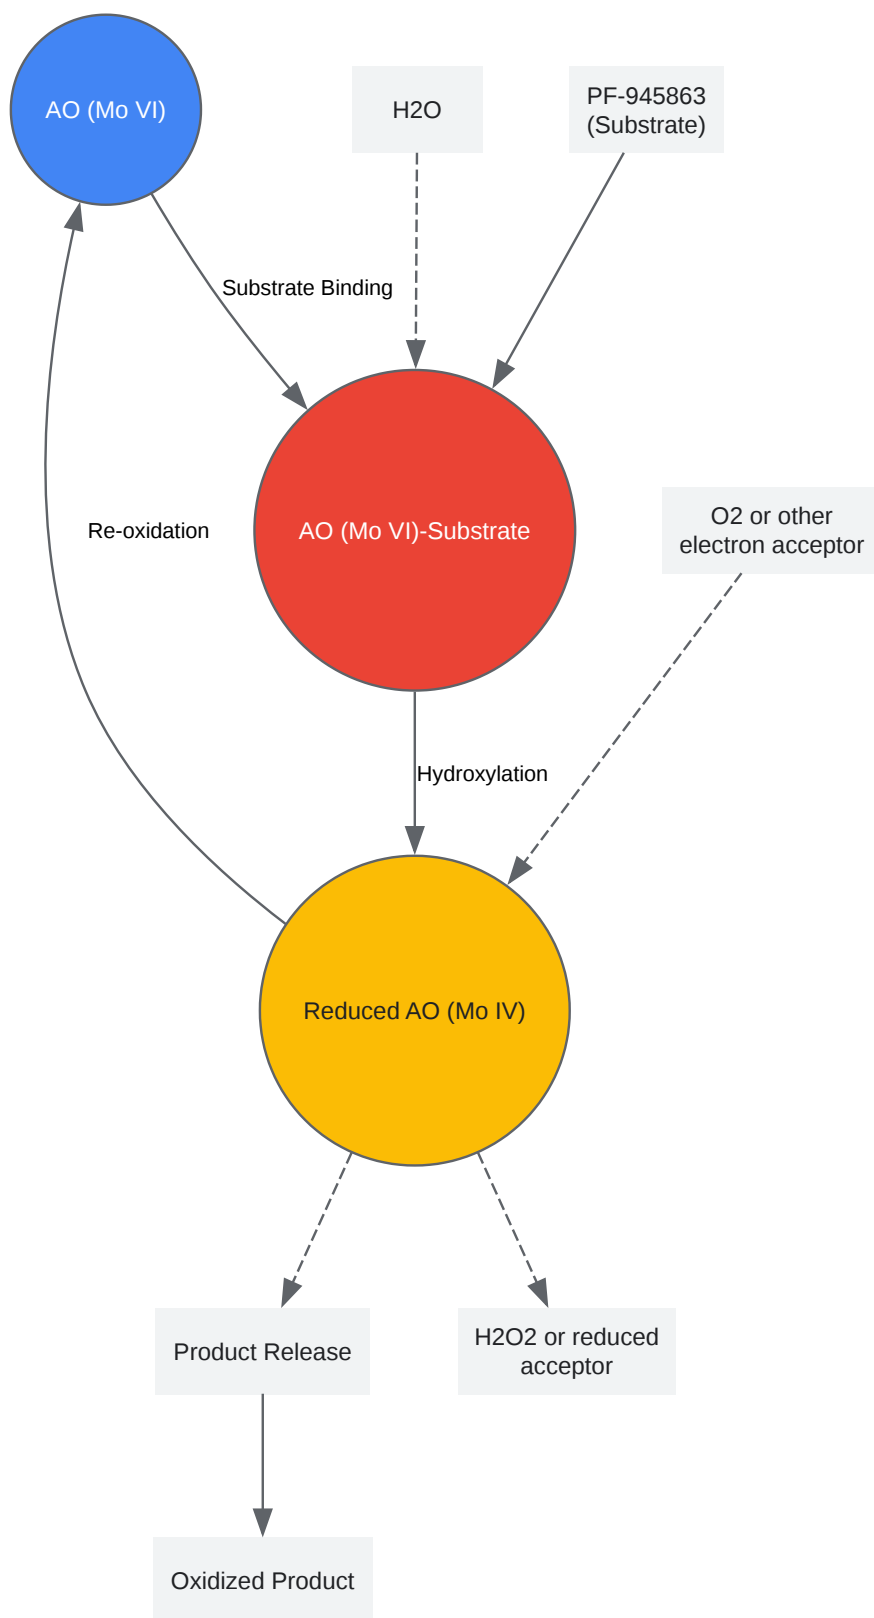 AO (Mo VI)
H2O
PF-945863
(Substrate)
Substrate Binding
AO (Mo VI)-Substrate
O2 or other
electron acceptor
Re-oxidation
Hydroxylation
Reduced AO (Mo IV)
Product Release
H2O2 or reduced
acceptor
Oxidized Product